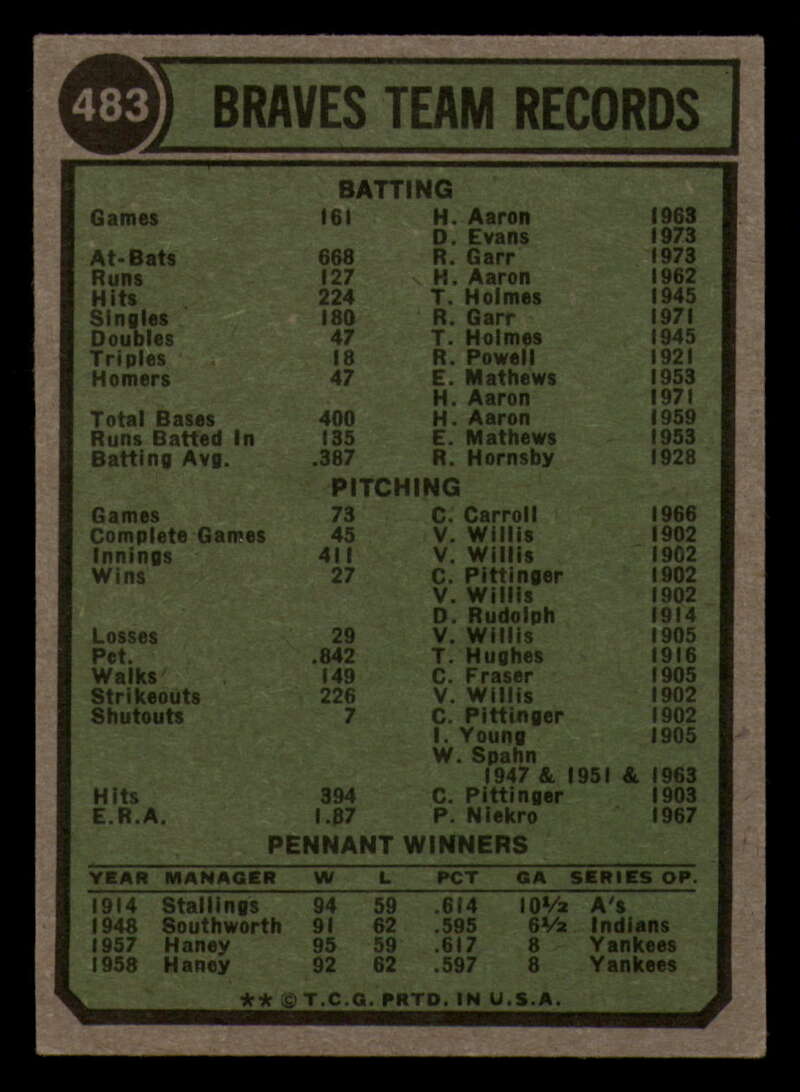 483 BRAVES TEAM RECORDS
BATTING
Games 161 H. Aaron 1963
D. Evans 1973
At-Bats 668 R. Garr 1973
Runs 127 H. Aaron 1962
Hits 224 T. Holmes 1945
Singles 180 R. Garr 1971
Doubles 47 T. Holmes 1945
Triples 18 R. Powell 1921
Homers 47 E. Mathews 1953
H. Aaron 1971
Total Bases 400 H. Aaron 1959
Runs Batted In 135 E. Mathews 1953
Batting Avg. .387 R. Hornsby 1928
PITCHING
Games 73 C. Carroll 1966
Complete Games 45 V. Willis 1902
Innings 411 V. Willis 1902
Wins 27 C. Pittinger 1902
V. Willis 1902
D. Rudolph 1914
Losses 29 V. Willis 1905
Pct. .842 T. Hughes 1916
Walks 149 C. Fraser 1905
Strikeouts 226 V. Willis 1902
Shutouts 7 C. Pittinger 1902
I. Young 1905
W. Spahn
1947 & 1951 & 1963
Hits 394 C. Pittinger 1903
E.R.A. 1.87 P. Niekro 1967
PENNANT WINNERS
YEAR MANAGER W L PCT GA SERIES OP.
1914 Stallings 94 59 .614 10½ A's
1948 Southworth 91 62 .595 6½ Indians
1957 Haney 95 59 .617 8 Yankees
1958 Haney 92 62 .597 8 Yankees
** © T.C.G. PRTD. IN U.S.A.